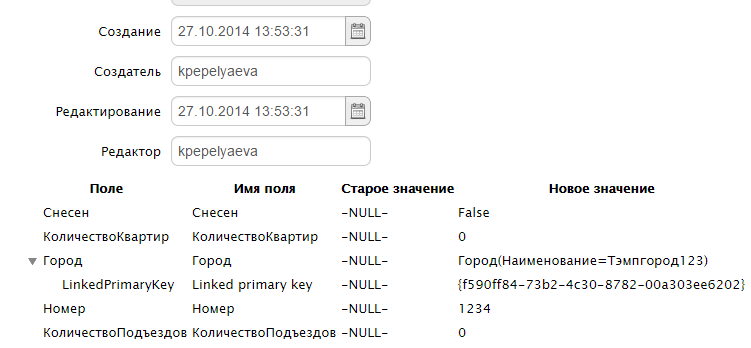 Создание 27.10.2014 13:53:31
Создатель kpepelyaeva
Редактирование 27.10.2014 13:53:31
Редактор kpepelyaeva
Поле Имя поля Старое значение Новое значение
Снесен Снесен -NULL- False
КоличествоКвартир КоличествоКвартир -NULL- 0
Город Город -NULL- Город(Наименование=Тэмпгород123)
LinkedPrimaryKey Linked primary key -NULL- {f590ff84-73b2-4c30-8782-00a303ee6202}
Номер Номер -NULL- 1234
КоличествоПодъездов КоличествоПодъездов -NULL- 0